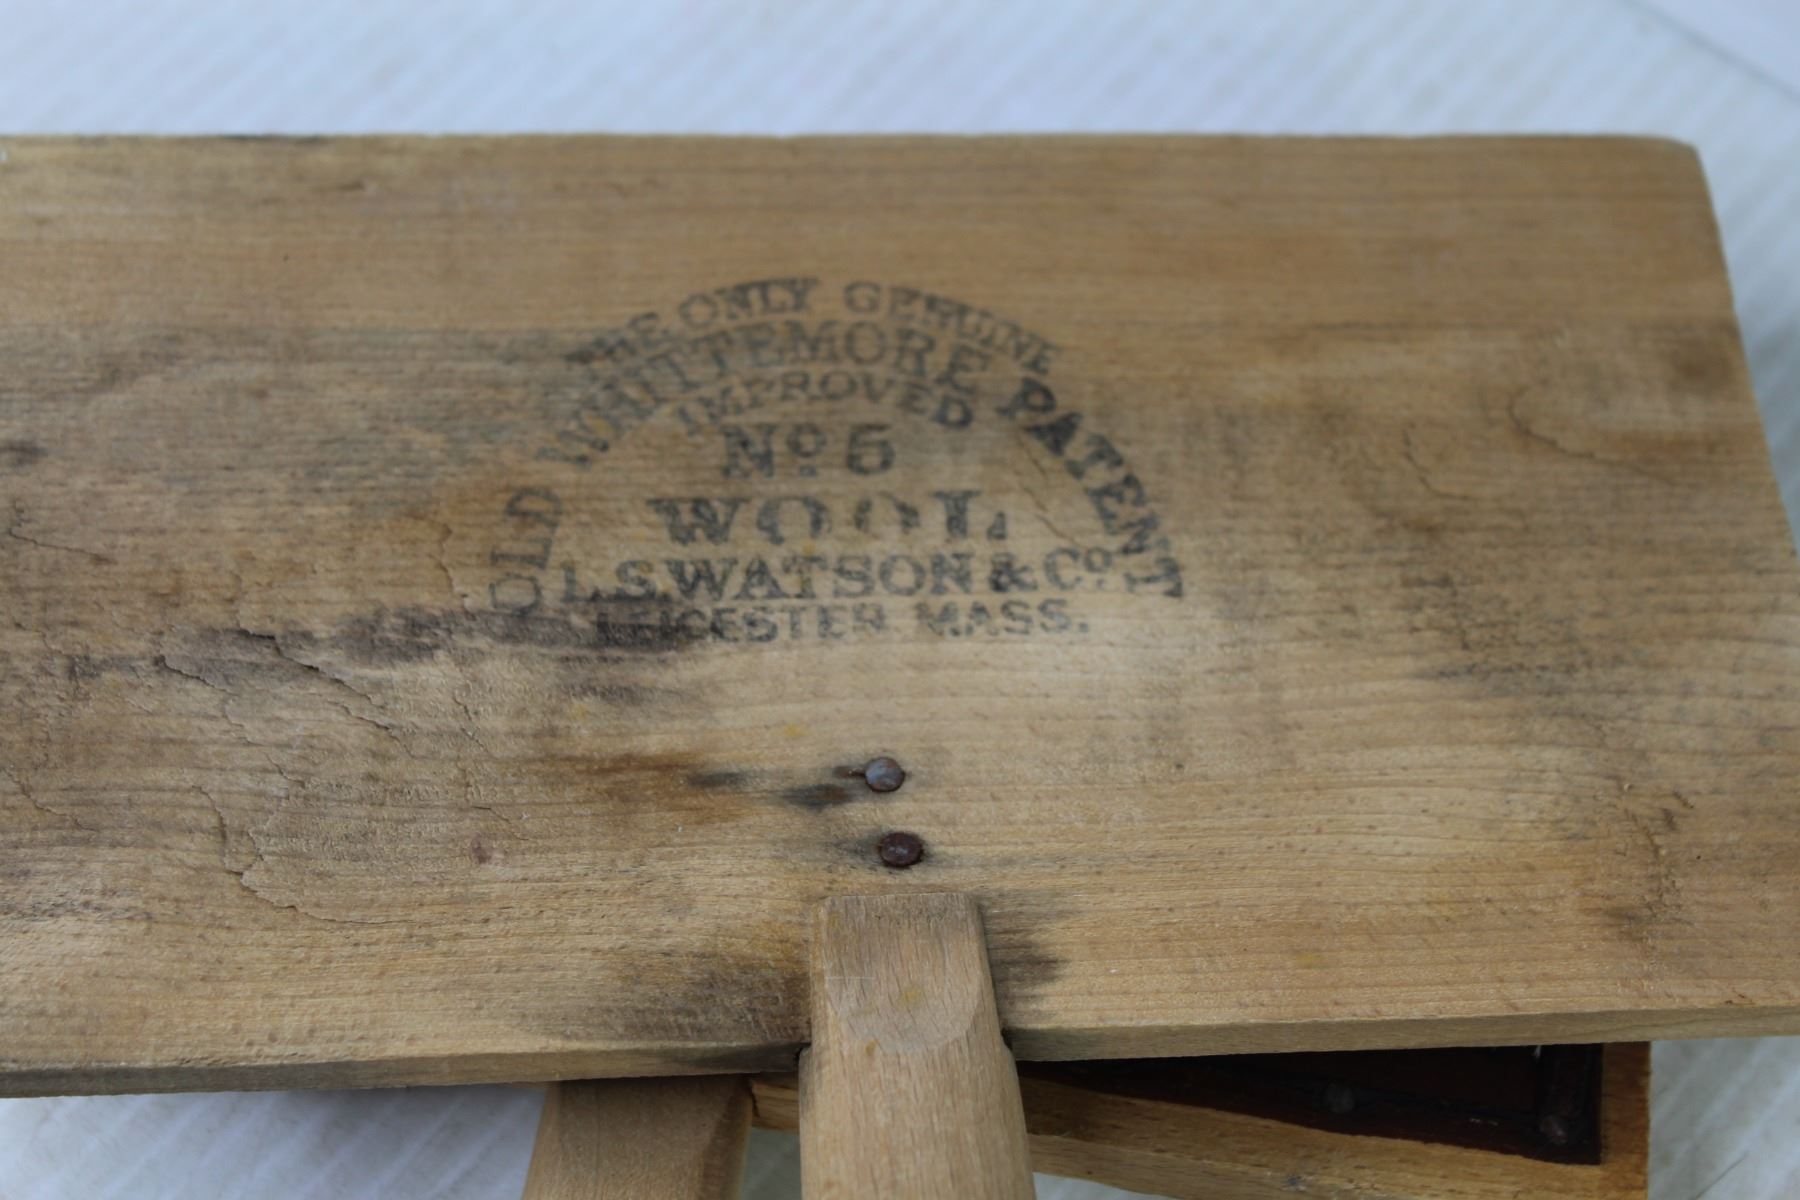 THE ONLY GENUINE
OLD WHITTEMORE PATENT
IMPROVED
No. 5
WOOL
L.S. WATSON & Co.
LEICESTER MASS.